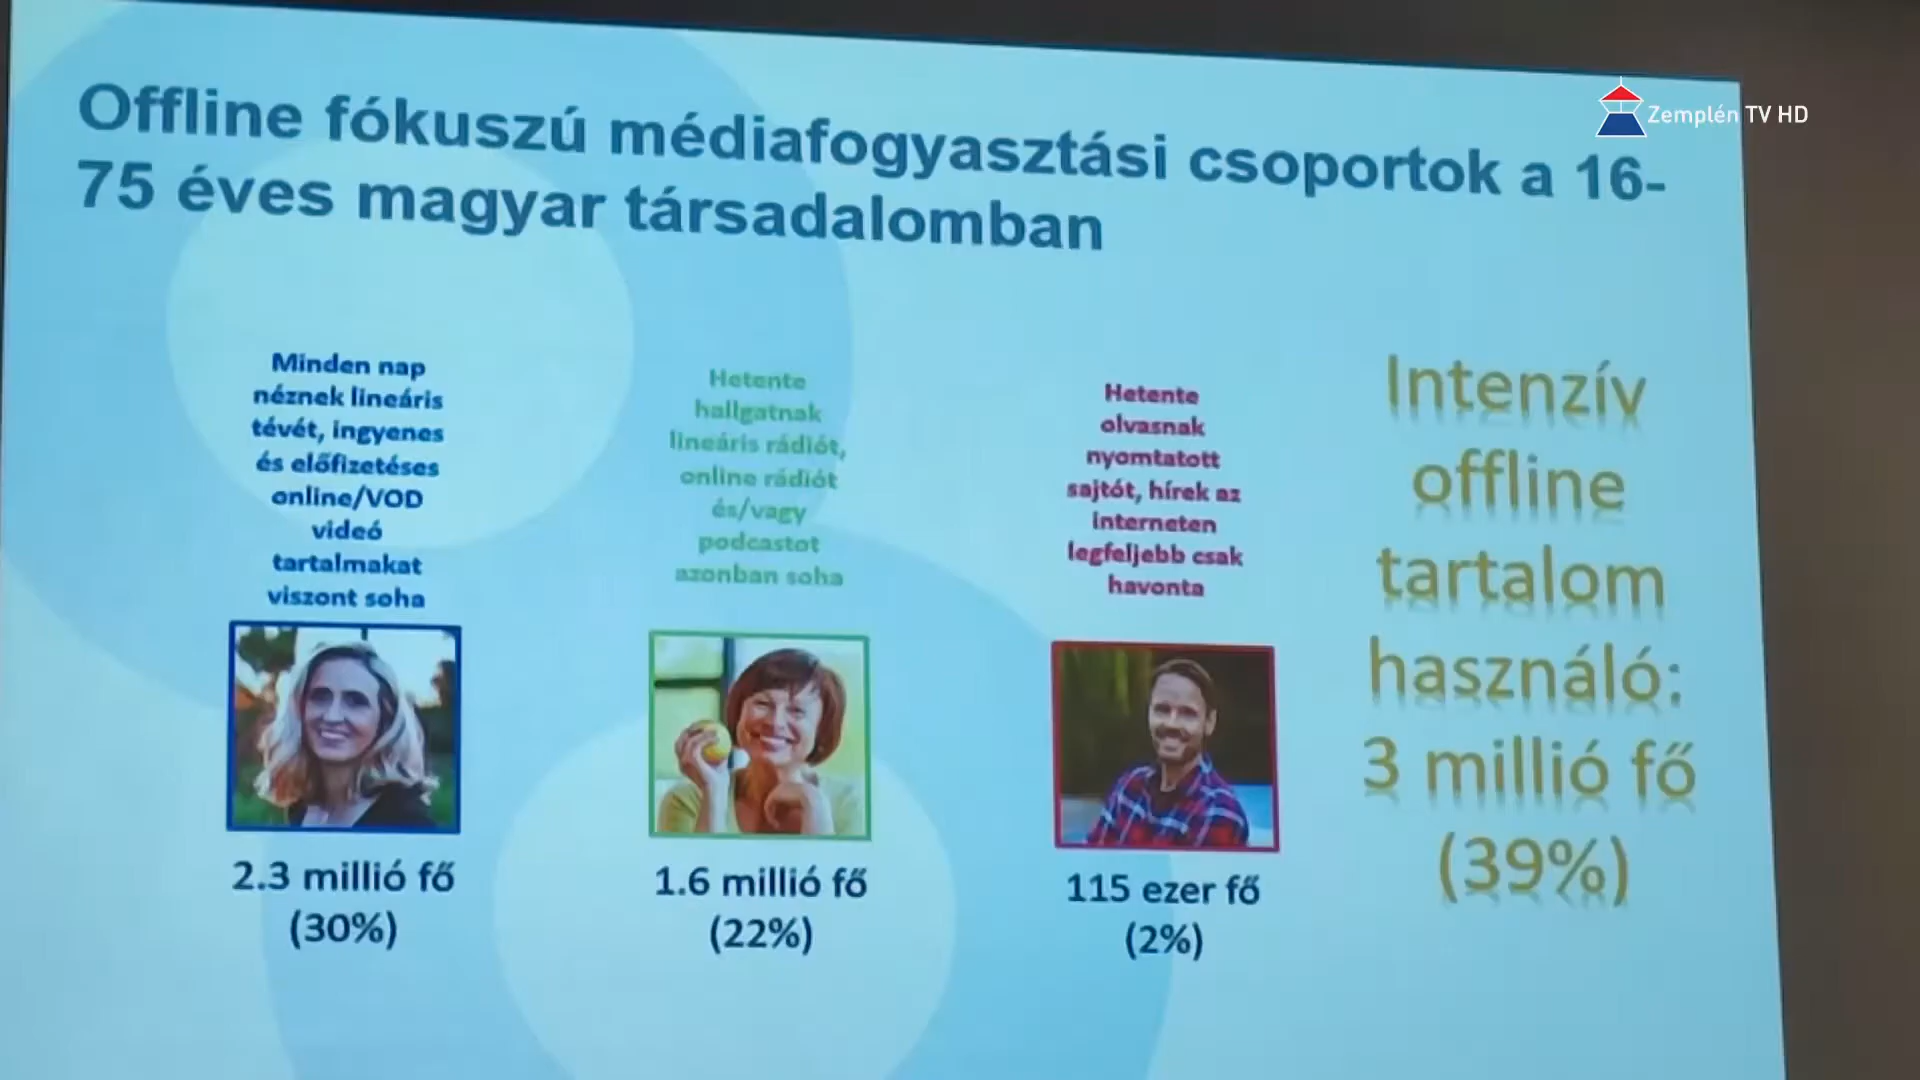 Zemplén TV HD
Offline fókuszú médiafogyasztási csoportok a 16-
75 éves magyar társadalomban
Minden nap
néznek lineáris
tévét, ingyenes
és előfizetéses
online/VOD
videó
tartalmakat
viszont soha
2.3 millió fő
(30%)
Hetente
hallgatnak
lineáris rádiót,
online rádiót
és/vagy
podcastot
azonban soha
1.6 millió fő
(22%)
Hetente
olvasnak
nyomtatott
sajtót, hírek az
interneten
legfeljebb csak
havonta
115 ezer fő
(2%)
Intenzív
offline
tartalom
használó:
3 millió fő
(39%)